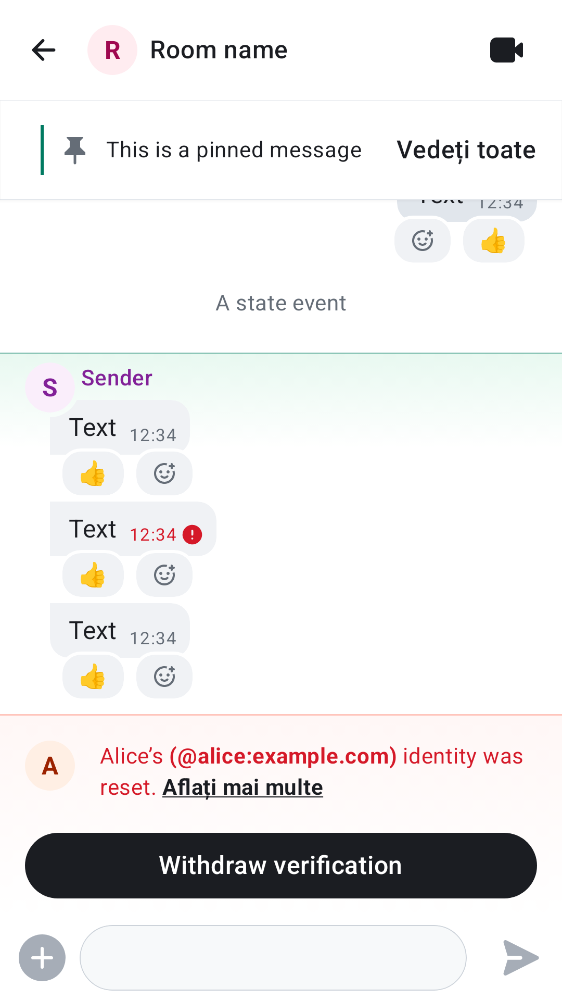 R
Room name
This is a pinned message
Vedeți toate
Text 12:34
A state event
S
Sender
Text 12:34
Text 12:34
Text 12:34
A
Alice’s (@alice:example.com) identity was
reset. Aflați mai multe
Withdraw verification